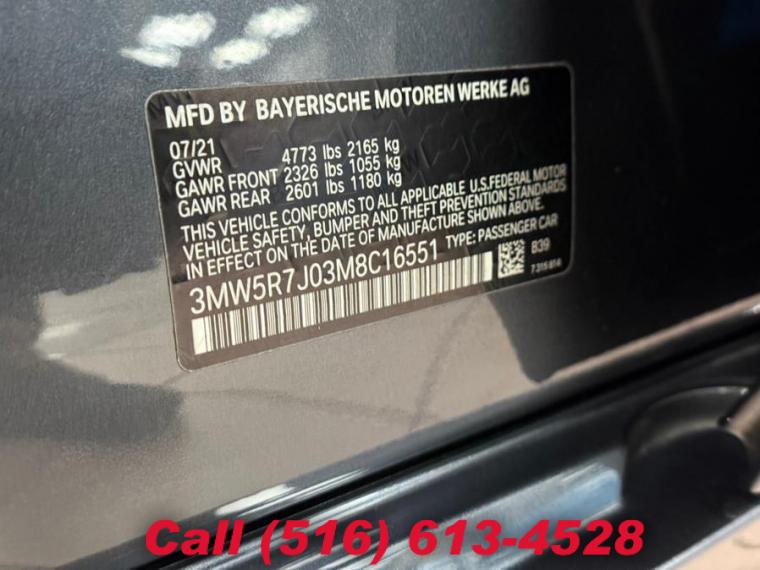 MFD BY BAYERISCHE MOTOREN WERKE AG
07/21
GVWR 4773 lbs 2165 kg
GAWR FRONT 2326 lbs 1055 kg
GAWR REAR 2601 lbs 1180 kg
THIS VEHICLE CONFORMS TO ALL APPLICABLE U.S.FEDERAL MOTOR
VEHICLE SAFETY, BUMPER AND THEFT PREVENTION STANDARDS
IN EFFECT ON THE DATE OF MANUFACTURE SHOWN ABOVE.
3MW5R7J03M8C16551 TYPE: PASSENGER CAR
B39
7 315 814
Call (516) 613-4528